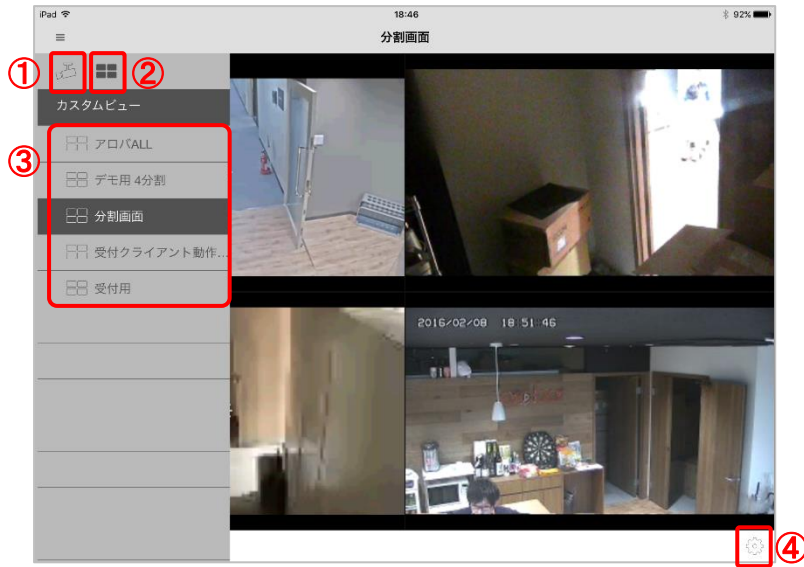 iPad 18:46 92%
分割画面
① ②
カスタムビュー
③
アロバALL
デモ用 4分割
分割画面
受付クライアント動作...
受付用
2016/02/08 18:51:46
④